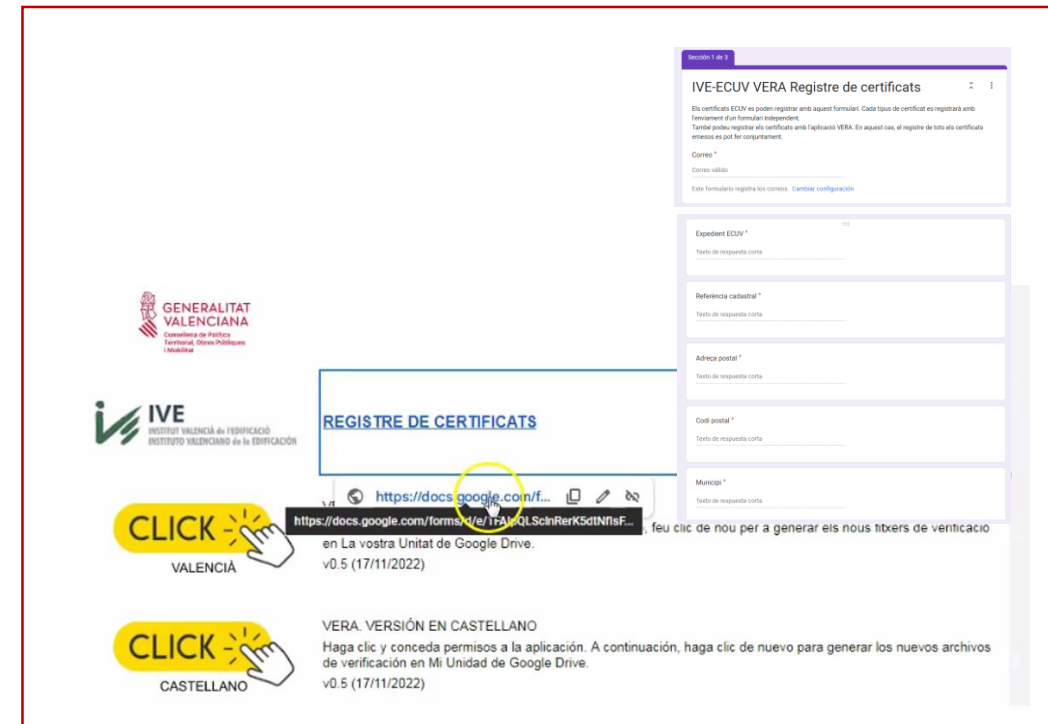 Sección 1 de 3
IVE-ECUV VERA Registre de certificats
Els certificats ECUV es poden registrar amb aquest formulari. Cada tipus de certificat es registrarà amb
l'enviament d'un formulari independent.
També podeu registrar els certificats amb l'aplicació VERA. En aquest cas, el registre de tots els certificats
emesos es pot fer conjuntament.
Correo *
Correo válido
Este formulario registra los correos. Cambiar configuración
Expedient ECUV *
Texto de respuesta corta
Referència cadastral *
Texto de respuesta corta
Adreça postal *
Texto de respuesta corta
Codi postal *
Texto de respuesta corta
Municipi *
Texto de respuesta corta
GENERALITAT
VALENCIANA
Conselleria de Política
Territorial, Obres Públiques
i Mobilitat
IVE
INSTITUT VALENCIÀ de l'EDIFICACIÓ
INSTITUTO VALENCIANO de la EDIFICACIÓN
REGISTRE DE CERTIFICATS
https://docs.google.com/f...
CLICK
VALENCIÀ
, feu clic de nou per a generar els nous fitxers de verificació
en La vostra Unitat de Google Drive.
v0.5 (17/11/2022)
CLICK
CASTELLANO
VERA. VERSIÓN EN CASTELLANO
Haga clic y conceda permisos a la aplicación. A continuación, haga clic de nuevo para generar los nuevos archivos
de verificación en Mi Unidad de Google Drive.
v0.5 (17/11/2022)